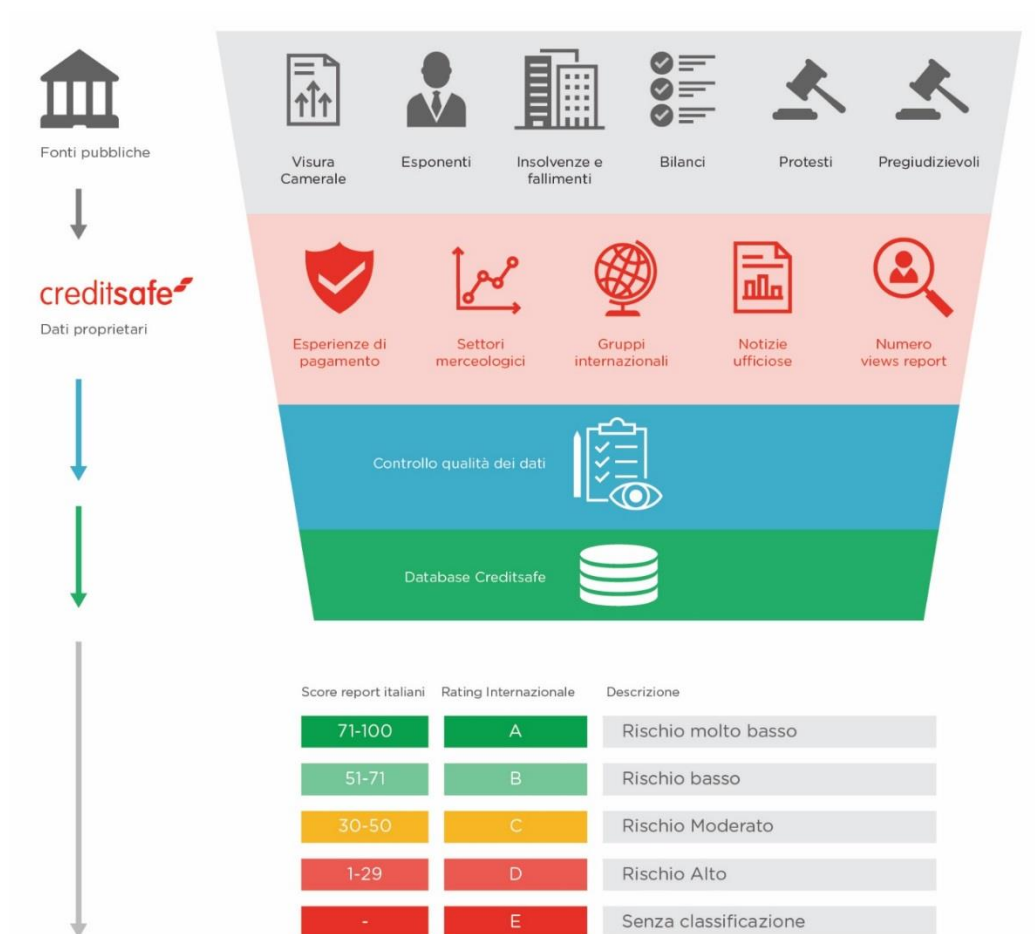 Fonti pubbliche
Visura
Camerale
Esponenti
Insolvenze e
fallimenti
Bilanci
Protesti
Pregiudizievoli
creditsafe
Dati proprietari
Esperienze di
pagamento
Settori
merceologici
Gruppi
internazionali
Notizie
ufficiose
Numero
views report
Controllo qualità dei dati
Database Creditsafe
Score report italiani Rating Internazionale Descrizione
71-100 A Rischio molto basso
51-71 B Rischio basso
30-50 C Rischio Moderato
1-29 D Rischio Alto
- E Senza classificazione